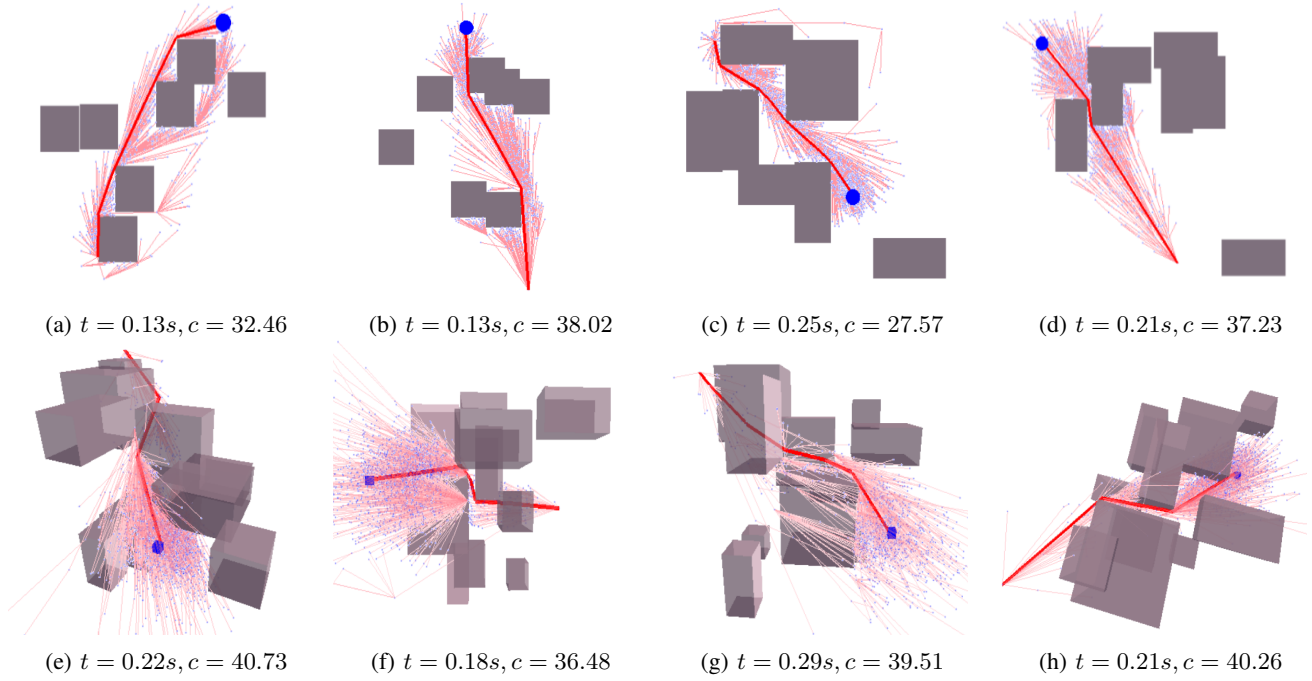 (a) t = 0.13s, c = 32.46
(b) t = 0.13s, c = 38.02
(c) t = 0.25s, c = 27.57
(d) t = 0.21s, c = 37.23
(e) t = 0.22s, c = 40.73
(f) t = 0.18s, c = 36.48
(g) t = 0.29s, c = 39.51
(h) t = 0.21s, c = 40.26